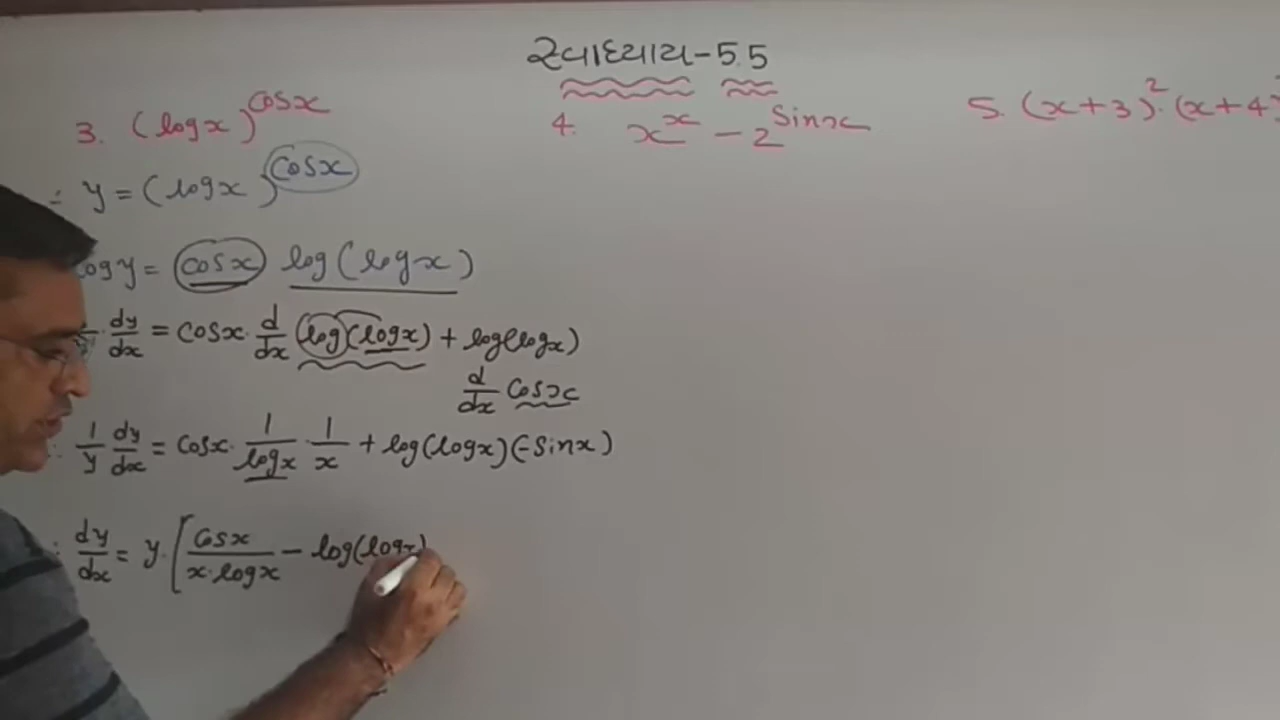 સ્વાધ્યાય-5.5
3. (log x)^cos x
4. x^x - 2^Sin x
5. (x+3)^2.(x+4)
∴ y = (log x)^cos x
log y = cos x log(log x)
dy/dx = cos x. d/dx (log(log x)) + log(log x)
d/dx cos x
∴ 1/y dy/dx = cos x. 1/log x . 1/x + log(log x)(-Sin x)
∴ dy/dx = y.[cos x/x.log x - log(log x)